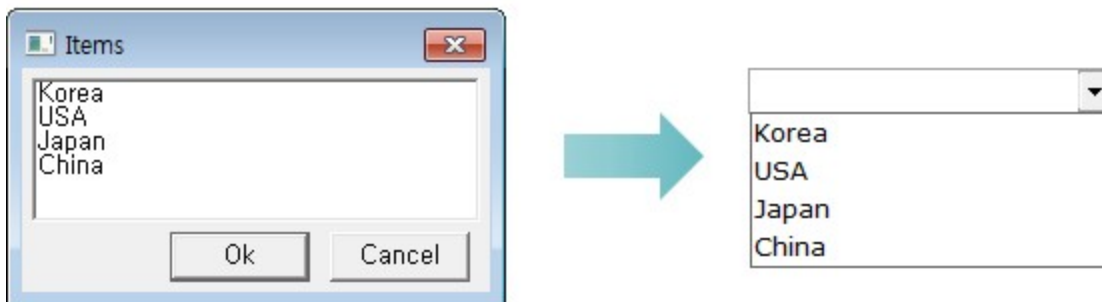 Items
Korea
USA
Japan
China
Ok
Cancel
Korea
USA
Japan
China